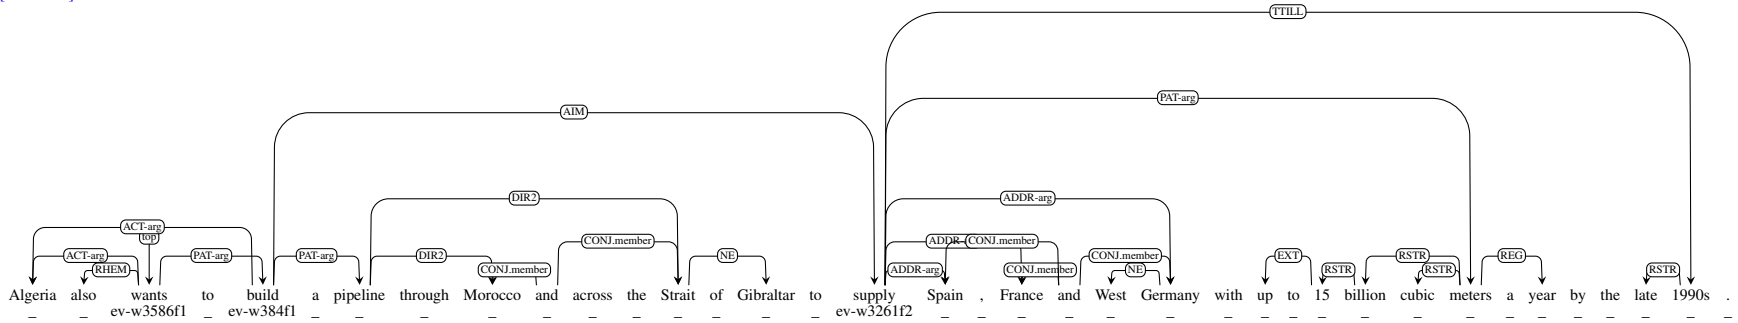 TTILL
PAT-arg
AIM
DIR2 ADDR-arg
ACT-arg
top CONJ.member CONJ.member
ACT-arg PAT-arg PAT-arg DIR2 NE CONJ.member EXT RSTR REG
RHEM CONJ.member ADDR-arg CONJ.member NE RSTR RSTR RSTR
Algeria also wants to build a pipeline through Morocco and across the Strait of Gibraltar to supply Spain , France and West Germany with up to 15 billion cubic meters a year by the late 1990s .
_ _ ev-w3586f1 _ ev-w384f1 _ _ _ _ _ _ _ _ _ _ _ ev-w3261f2 _ _ _ _ _ _ _ _ _ _ _ _ _ _ _ _ _ _ _ _